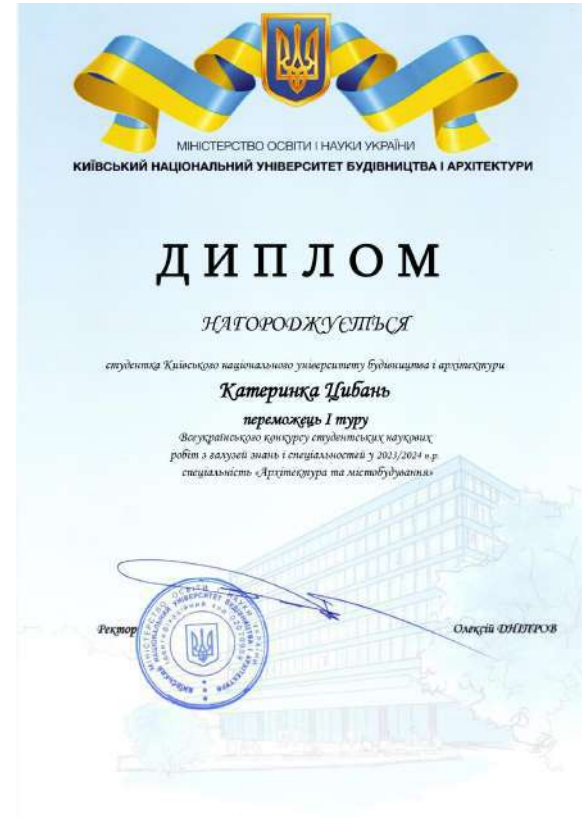 МІНІСТЕРСТВО ОСВІТИ І НАУКИ УКРАЇНИ
КИЇВСЬКИЙ НАЦІОНАЛЬНИЙ УНІВЕРСИТЕТ БУДІВНИЦТВА І АРХІТЕКТУРИ
ДИПЛОМ
НАГОРОДЖУЄТЬСЯ
студентка Київського національного університету будівництва і архітектури
Катеринка Цибань
переможець І туру
Всеукраїнського конкурсу студентських наукових
робіт з галузей знань і спеціальностей у 2023/2024 н.р.
спеціальність «Архітектура та містобудування»
Ректор
Олексій ДНІПРОВ